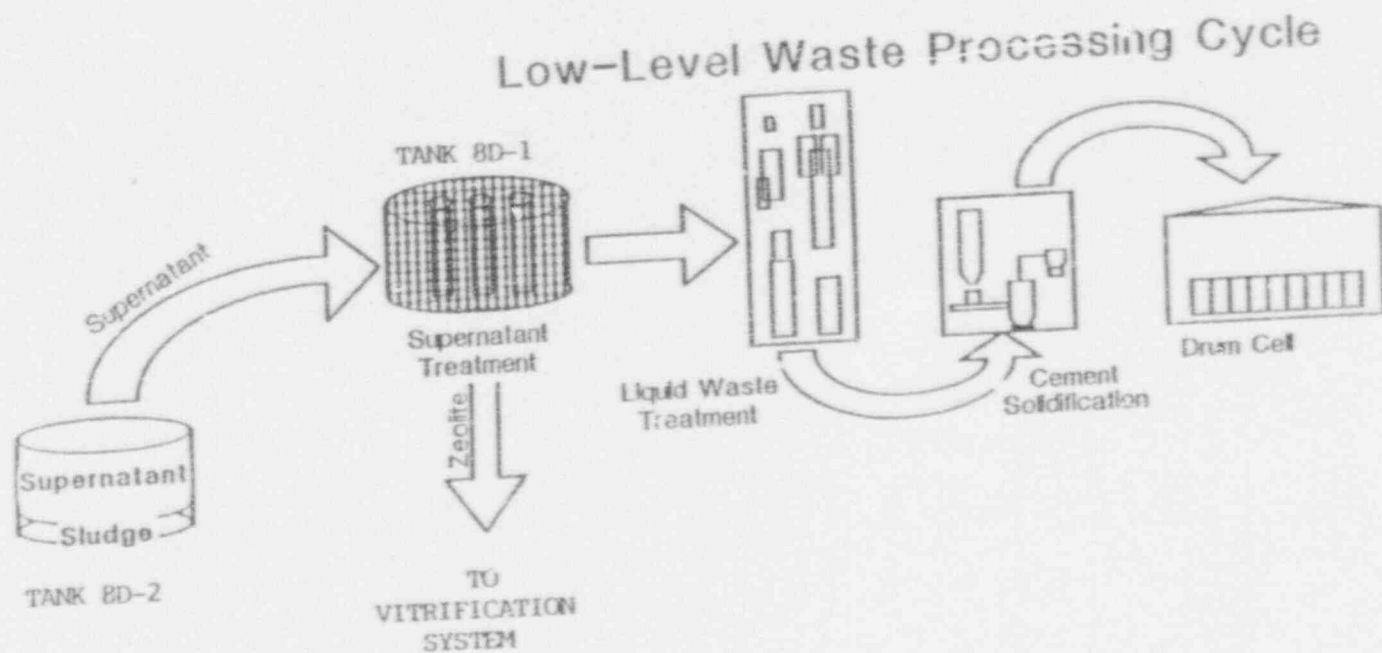 Low-Level Waste Processing Cycle
TANK 8D-1
Supernatant
Supernatant
Treatment
Zeolite
Liquid Waste
Treatment
Cement
Solidification
Drum Cell
Supernatant
Sludge
TANK 8D-2
TO
VITRIFICATION
SYSTEM